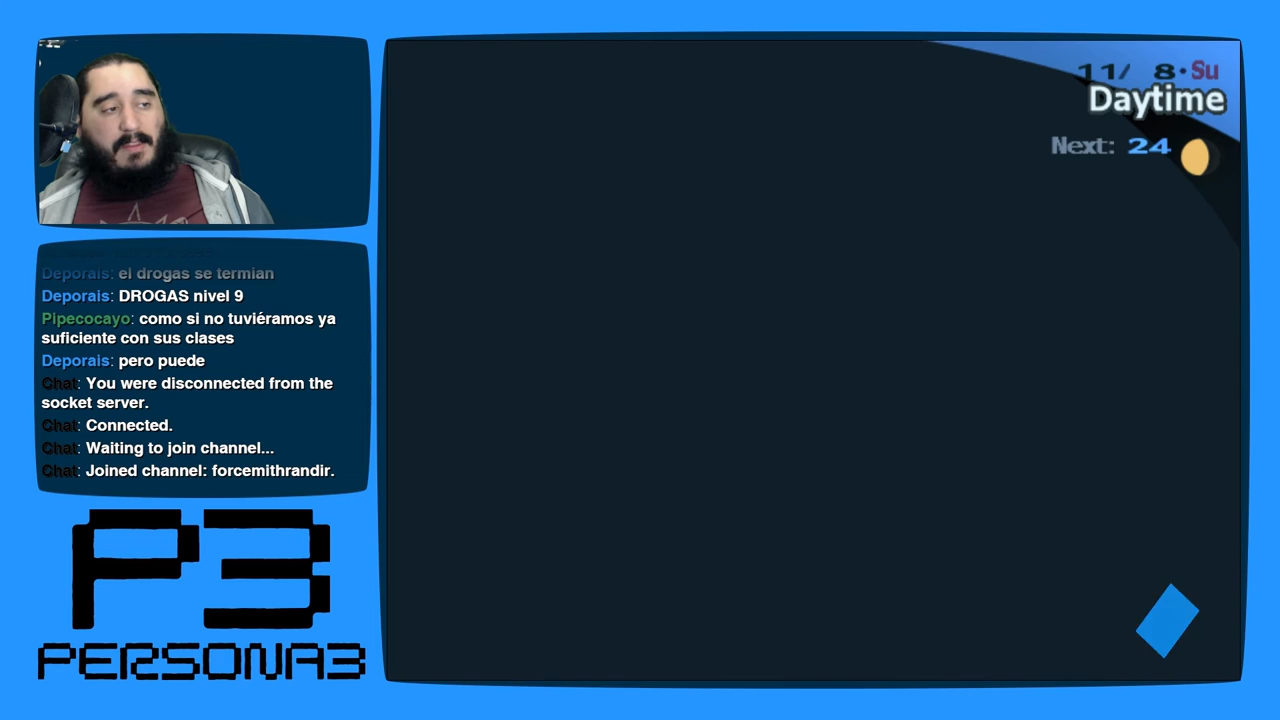 11/ 8・Su
Daytime
Next: 24
Deporais: el drogas se termian
Deporais: DROGAS nivel 9
Pipecocayo: como si no tuviéramos ya
suficiente con sus clases
Deporais: pero puede
Chat: You were disconnected from the
socket server.
Chat: Connected.
Chat: Waiting to join channel...
Chat: Joined channel: forcemithrandir.
P3
PERSONA3